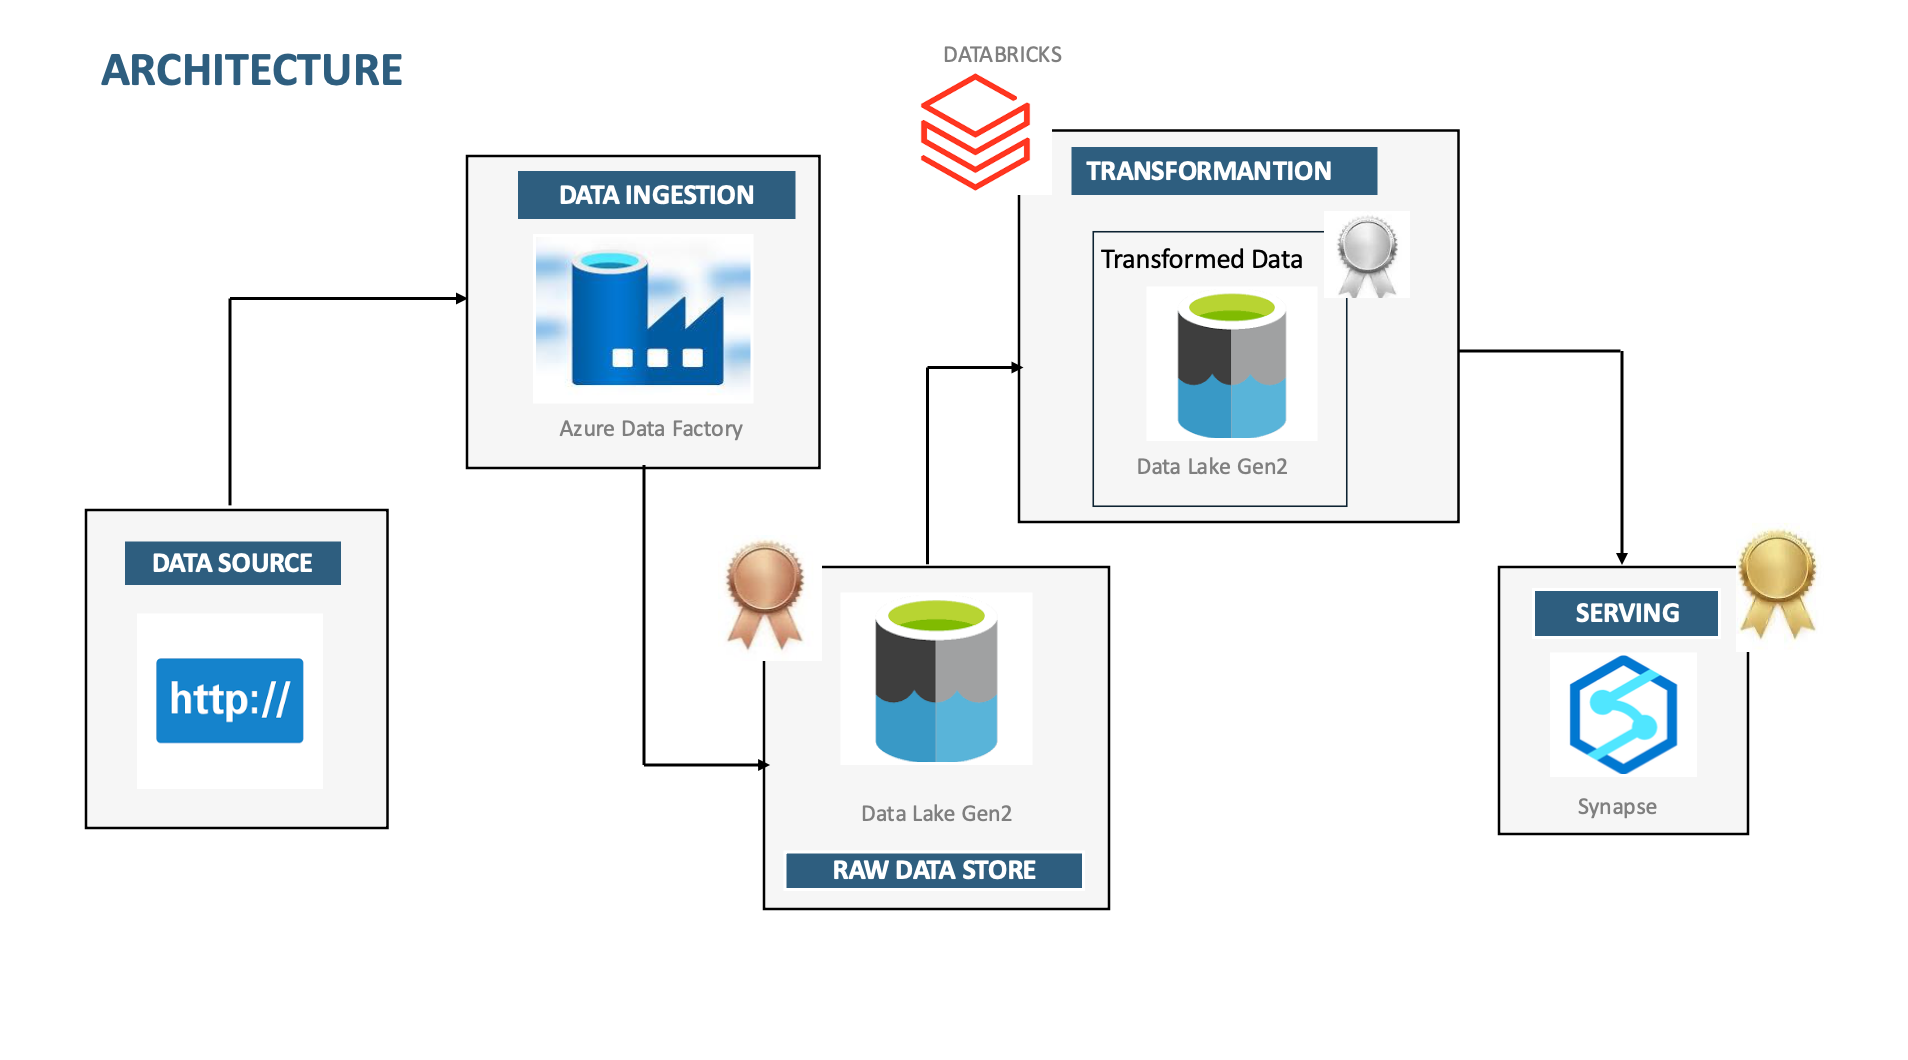 ARCHITECTURE
DATABRICKS
DATA INGESTION
Azure Data Factory
TRANSFORMANTION
Transformed Data
Data Lake Gen2
DATA SOURCE
http://
Data Lake Gen2
RAW DATA STORE
SERVING
Synapse